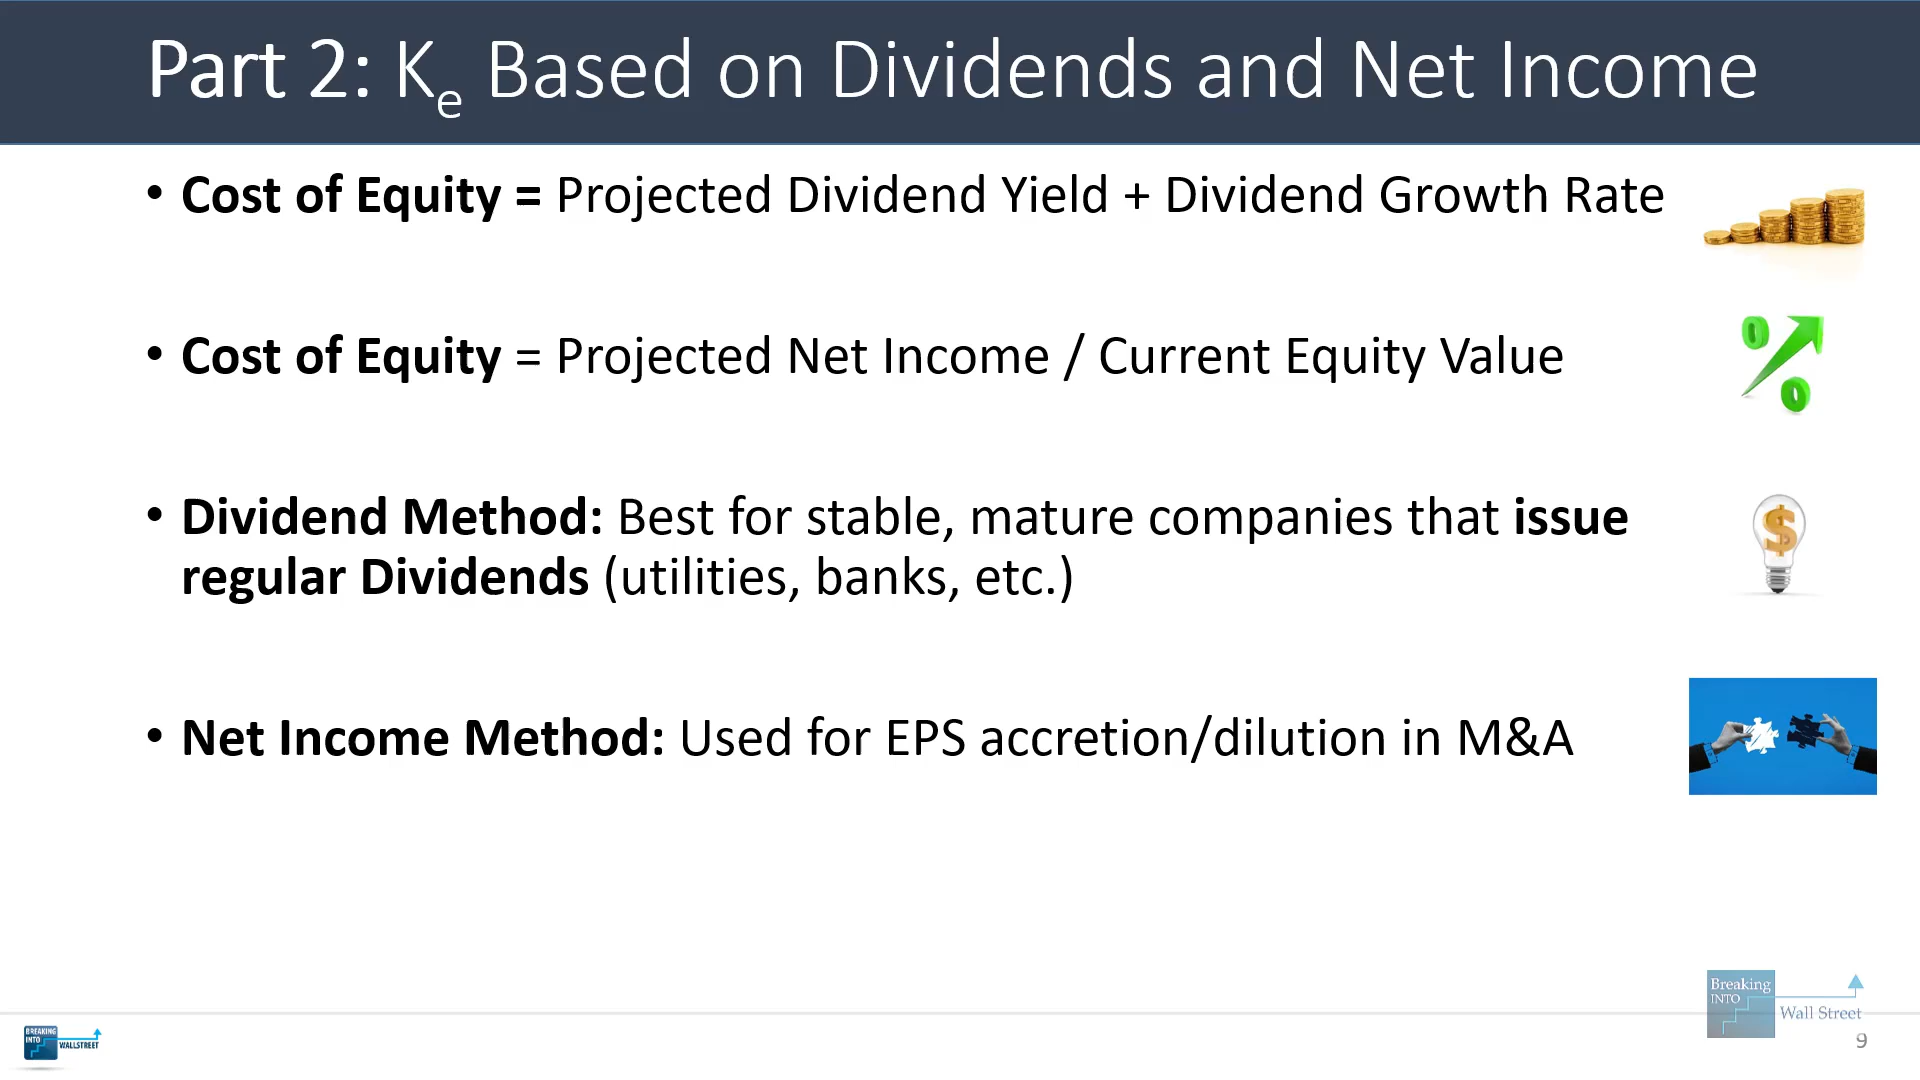 Part 2: Ke Based on Dividends and Net Income
• Cost of Equity = Projected Dividend Yield + Dividend Growth Rate
• Cost of Equity = Projected Net Income / Current Equity Value
• Dividend Method: Best for stable, mature companies that issue
regular Dividends (utilities, banks, etc.)
• Net Income Method: Used for EPS accretion/dilution in M&A
Breaking
INTO
Wall Street
BREAKING
INTO
WALLSTREET
9